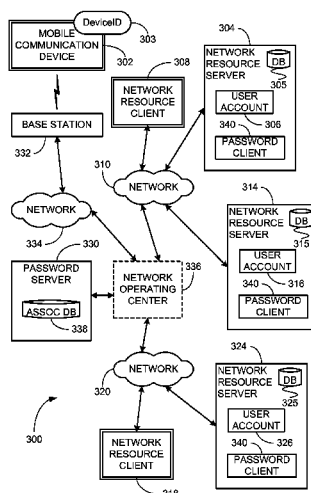 DeviceID
303
MOBILE
COMMUNICATION
DEVICE
302
BASE STATION
332
NETWORK
334
PASSWORD 330
SERVER
ASSOC DB
338
300
308
NETWORK
RESOURCE
CLIENT
310
NETWORK
336
NETWORK
OPERATING
CENTER
NETWORK
320
NETWORK
RESOURCE
CLIENT
318
304
NETWORK
RESOURCE
SERVER
DB
305
USER
ACCOUNT
340 306
PASSWORD
CLIENT
314
NETWORK
RESOURCE
SERVER
DB
315
USER
ACCOUNT
340 316
PASSWORD
CLIENT
324
NETWORK
RESOURCE
SERVER
DB
325
USER
ACCOUNT
340 326
PASSWORD
CLIENT